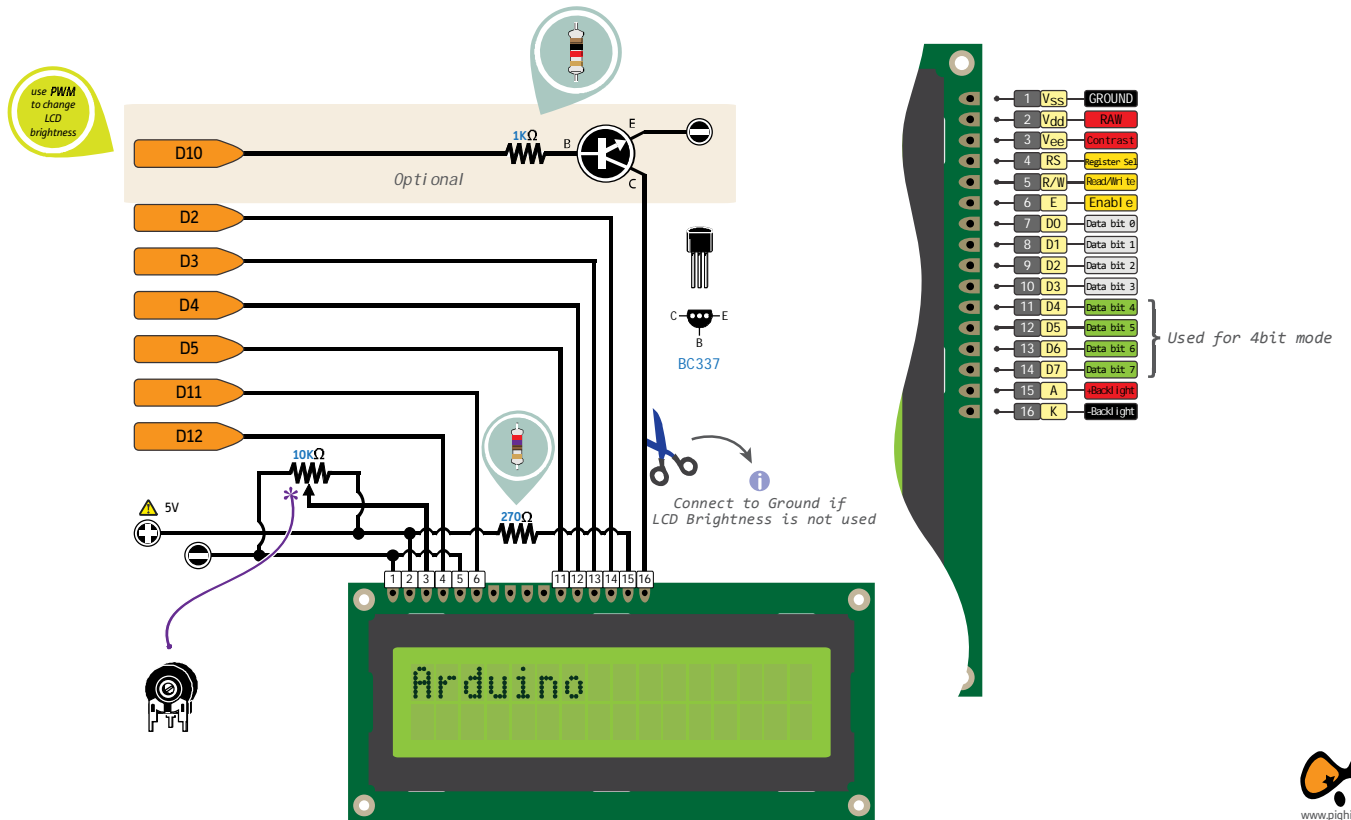 use PWM
to change
LCD
brightness
D10
1KΩ
B
E
C
Optional
D2
D3
D4
D5
D11
D12
C
E
B
BC337
10KΩ
*
5V
270Ω
i
Connect to Ground if
LCD Brightness is not used
1 2 3 4 5 6 11 12 13 14 15 16
Arduino
1 Vss GROUND
2 Vdd RAW
3 Vee Contrast
4 RS Register Sel
5 R/W Read/Write
6 E Enable
7 D0 Data bit 0
8 D1 Data bit 1
9 D2 Data bit 2
10 D3 Data bit 3
11 D4 Data bit 4
12 D5 Data bit 5
13 D6 Data bit 6
14 D7 Data bit 7
15 A +Backlight
16 K -Backlight
Used for 4bit mode